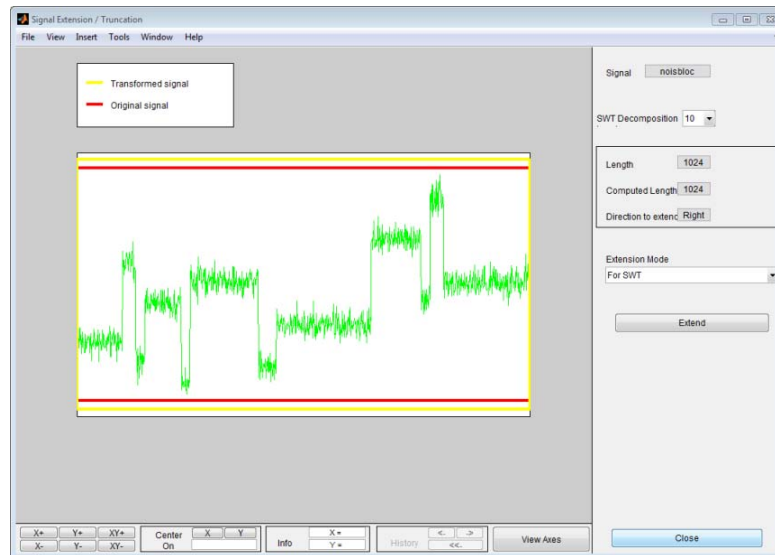 Signal Extension / Truncation
File View Insert Tools Window Help
Transformed signal
Original signal
Signal noisbloc
SWT Decomposition 10
Length 1024
Computed Length 1024
Direction to extend Right
Extension Mode
For SWT
Extend
X+ Y+ XY+
X- Y- XY-
Center On
X Y
Info
X =
Y =
History
<- ->
<<-
View Axes
Close